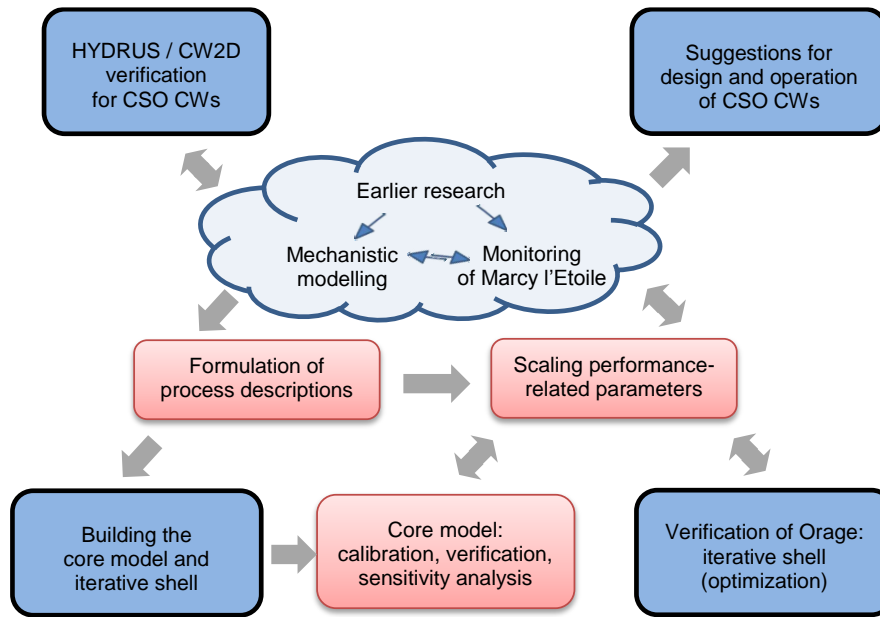 HYDRUS / CW2D
verification
for CSO CWs
Suggestions for
design and operation
of CSO CWs
Earlier research
Mechanistic
modelling
Monitoring
of Marcy l’Etoile
Formulation of
process descriptions
Scaling performance-
related parameters
Building the
core model and
iterative shell
Core model:
calibration, verification,
sensitivity analysis
Verification of Orage:
iterative shell
(optimization)